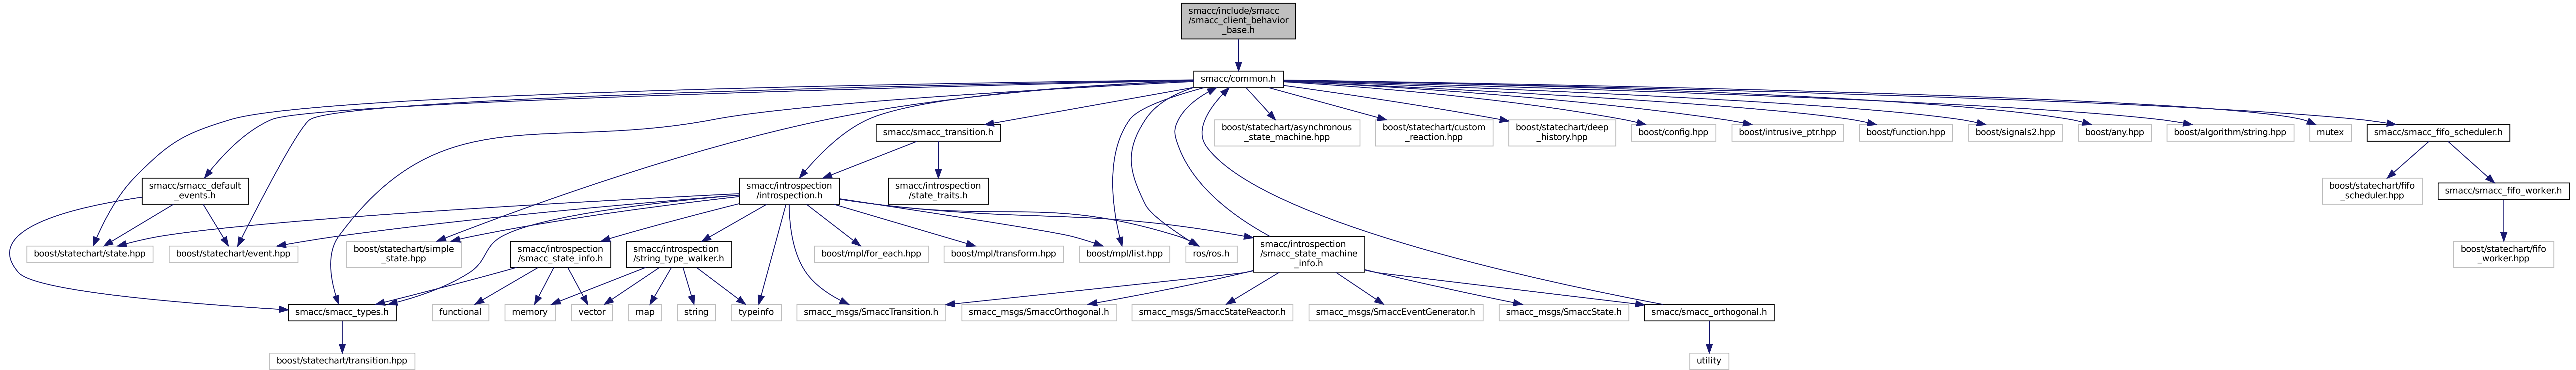 smacc/include/smacc
/smacc_client_behavior
_base.h
smacc/common.h
smacc/smacc_transition.h
boost/statechart/asynchronous
_state_machine.hpp
boost/statechart/custom
_reaction.hpp
boost/statechart/deep
_history.hpp
boost/config.hpp
boost/intrusive_ptr.hpp
boost/function.hpp
boost/signals2.hpp
boost/any.hpp
boost/algorithm/string.hpp
mutex
smacc/smacc_fifo_scheduler.h
smacc/smacc_default
_events.h
smacc/introspection
/introspection.h
smacc/introspection
/state_traits.h
boost/statechart/fifo
_scheduler.hpp
smacc/smacc_fifo_worker.h
boost/statechart/state.hpp
boost/statechart/event.hpp
boost/statechart/simple
_state.hpp
smacc/introspection
/smacc_state_info.h
smacc/introspection
/string_type_walker.h
boost/mpl/for_each.hpp
boost/mpl/transform.hpp
boost/mpl/list.hpp
ros/ros.h
smacc/introspection
/smacc_state_machine
_info.h
boost/statechart/fifo
_worker.hpp
smacc/smacc_types.h
functional
memory
vector
map
string
typeinfo
smacc_msgs/SmaccTransition.h
smacc_msgs/SmaccOrthogonal.h
smacc_msgs/SmaccStateReactor.h
smacc_msgs/SmaccEventGenerator.h
smacc_msgs/SmaccState.h
smacc/smacc_orthogonal.h
boost/statechart/transition.hpp
utility